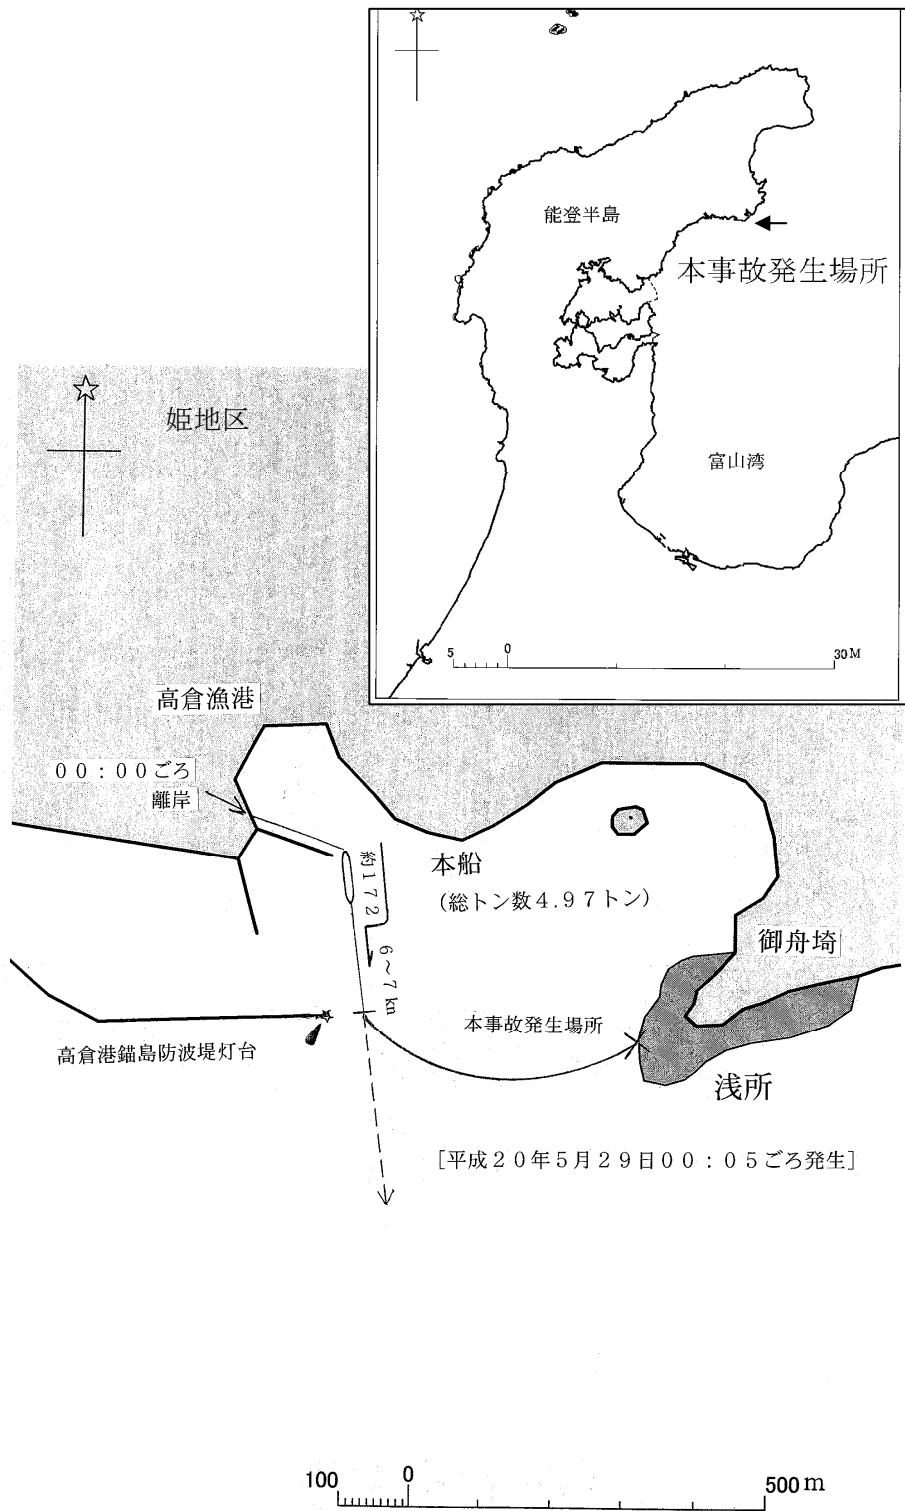 能登半島
本事故発生場所
富山湾
5 0 30M
姫地区
高倉漁港
00:00ごろ
離岸
本船
(総トン数4.97トン)
約172
6~7kn
御舟埼
本事故発生場所
高倉港錨島防波堤灯台
浅所
[平成20年5月29日00:05ごろ発生]
100 0 500m